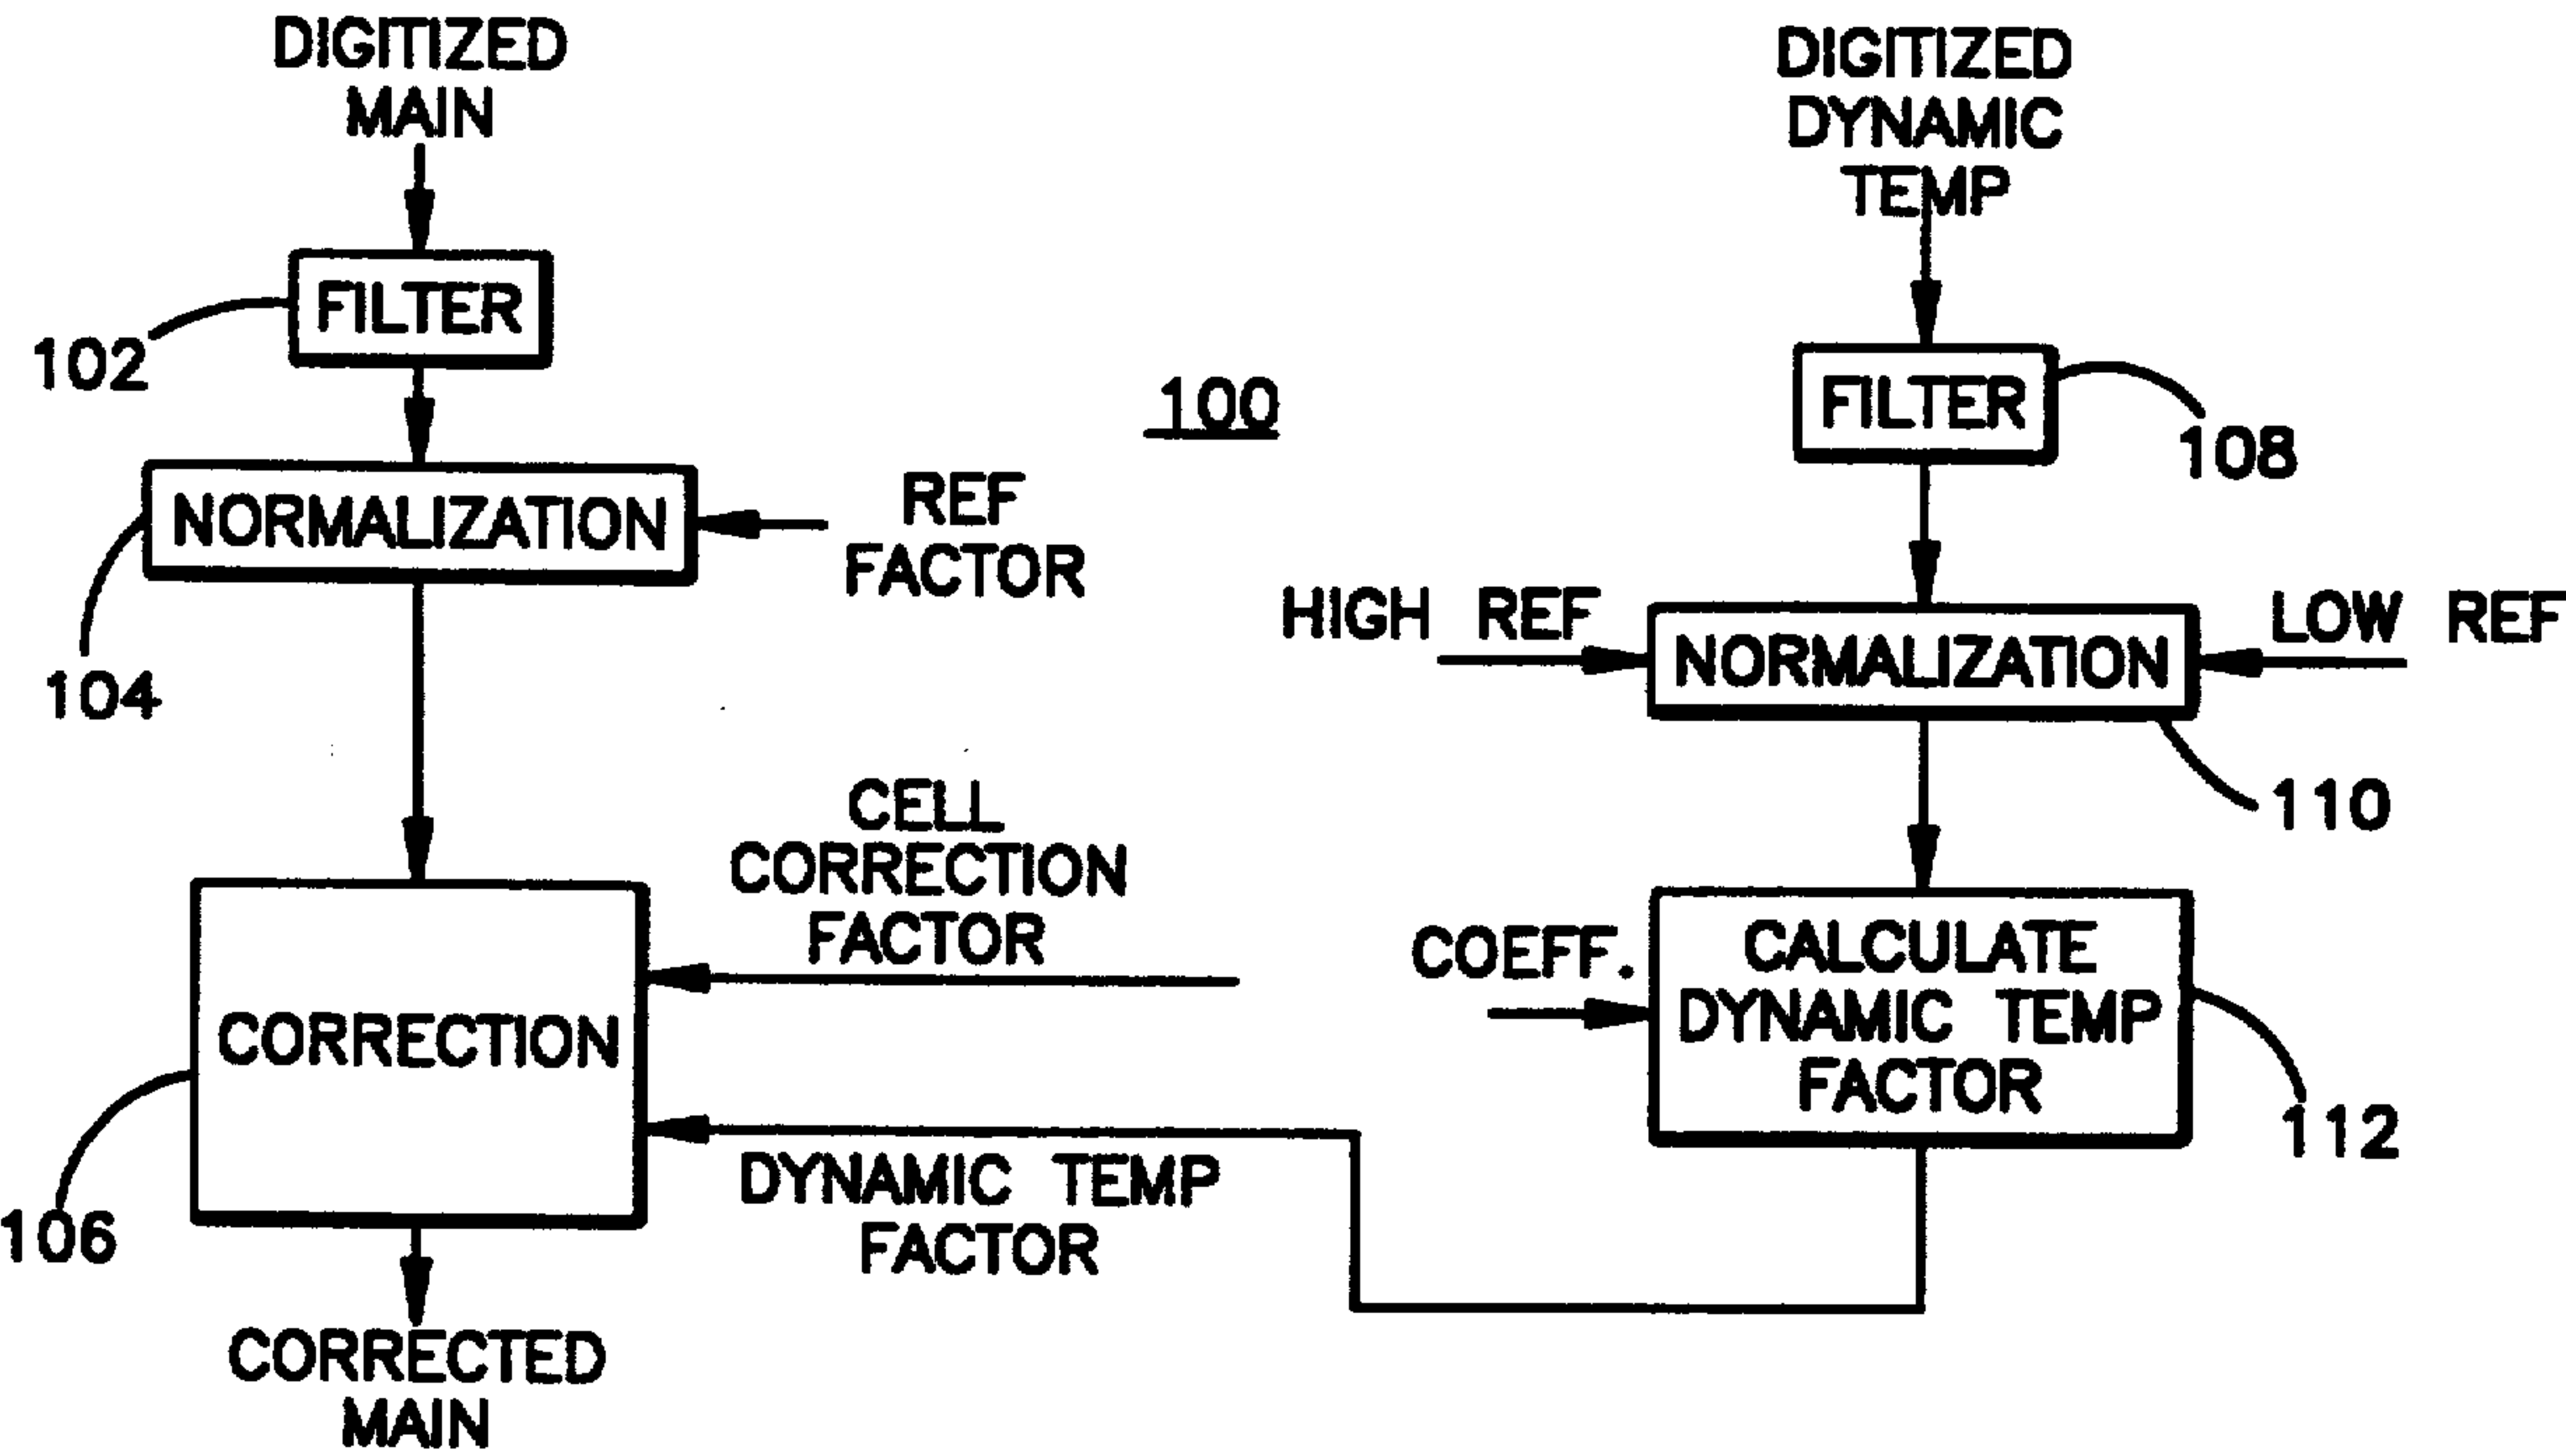 DIGITIZED
MAIN
FILTER
102
NORMALIZATION
104
REF
FACTOR
100
CELL
CORRECTION
FACTOR
CORRECTION
106
DYNAMIC TEMP
FACTOR
CORRECTED
MAIN
DIGITIZED
DYNAMIC
TEMP
FILTER
108
HIGH REF
NORMALIZATION
LOW REF
110
COEFF.
CALCULATE
DYNAMIC TEMP
FACTOR
112